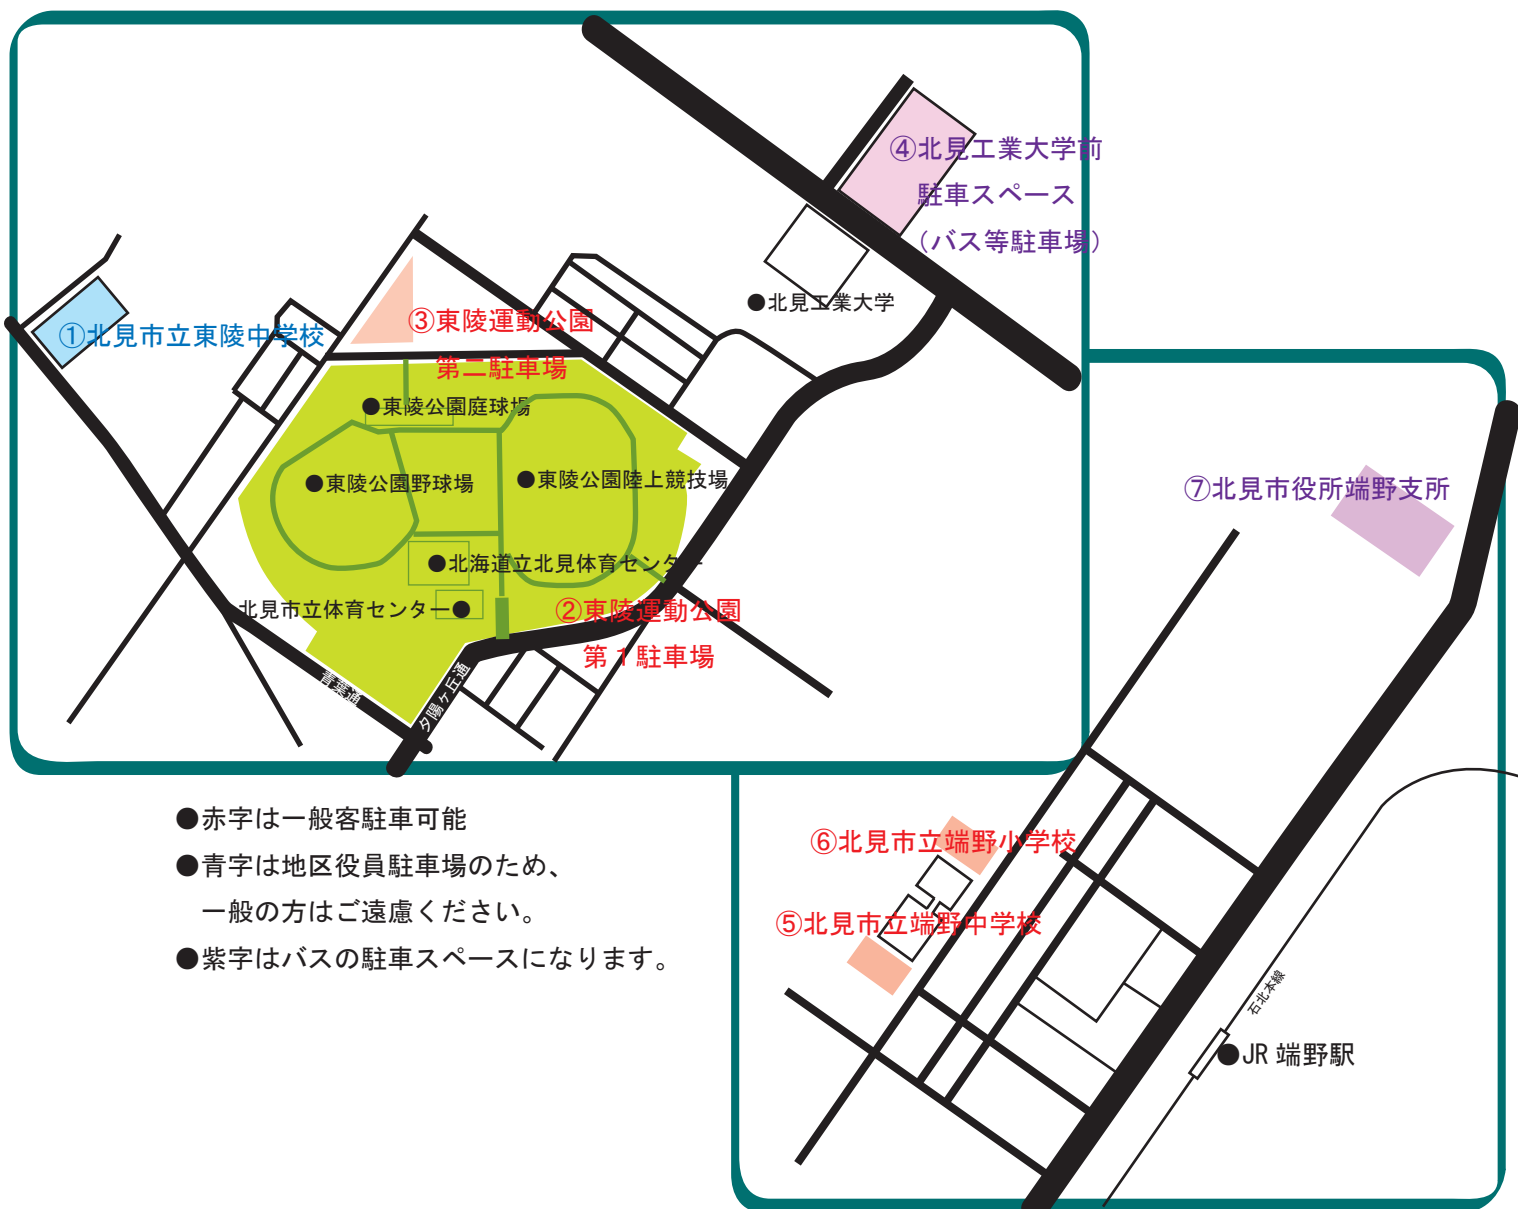 ④北見工業大学前
駐車スペース
（バス等駐車場）
●北見工業大学
①北見市立東陵中学校
③東陵運動公園
第二駐車場
●東陵公園庭球場
●東陵公園野球場
●東陵公園陸上競技場
●北海道立北見体育センター
北見市立体育センター●
②東陵運動公園
第1駐車場
青葉通
夕陽ヶ丘通
●赤字は一般客駐車可能
●青字は地区役員駐車場のため、
一般の方はご遠慮ください。
●紫字はバスの駐車スペースになります。
⑦北見市役所端野支所
⑥北見市立端野小学校
⑤北見市立端野中学校
石北本線
●JR 端野駅